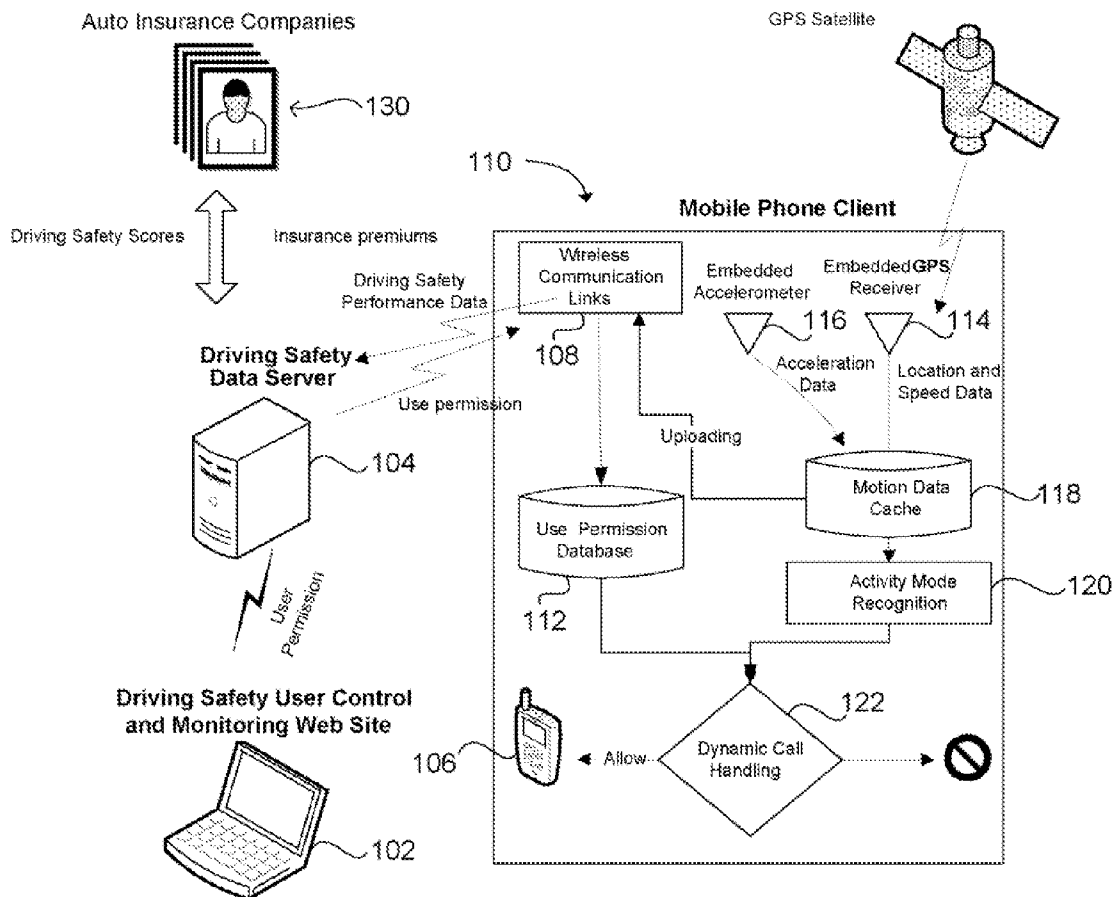 Auto Insurance Companies
GPS Satellite
130
110
Mobile Phone Client
Driving Safety Scores
Insurance premiums
Wireless
Communication
Links
108
Embedded
Accelerometer
116
Embedded GPS
Receiver
114
Driving Safety
Performance Data
Acceleration
Data
Location and
Speed Data
Driving Safety
Data Server
Use permission
Uploading
104
Motion Data
Cache
118
Use Permission
Database
112
Activity Mode
Recognition
120
User
Permission
Driving Safety User Control
and Monitoring Web Site
122
106
Allow
Dynamic Call
Handling
102